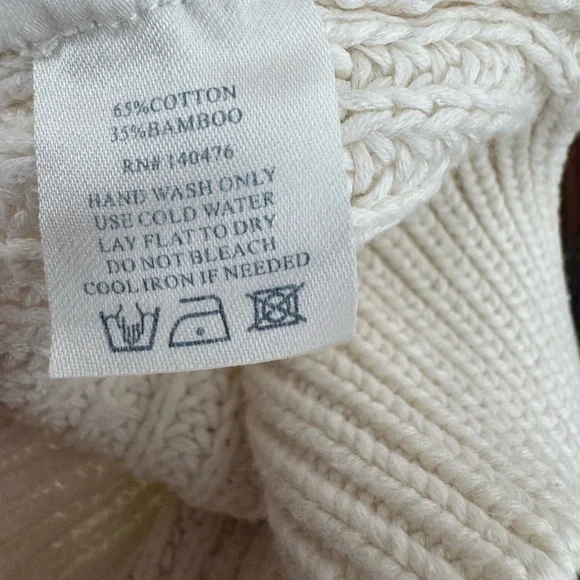 65%COTTON
35%BAMBOO
RN# 140476
HAND WASH ONLY
USE COLD WATER
LAY FLAT TO DRY
DO NOT BLEACH
COOL IRON IF NEEDED